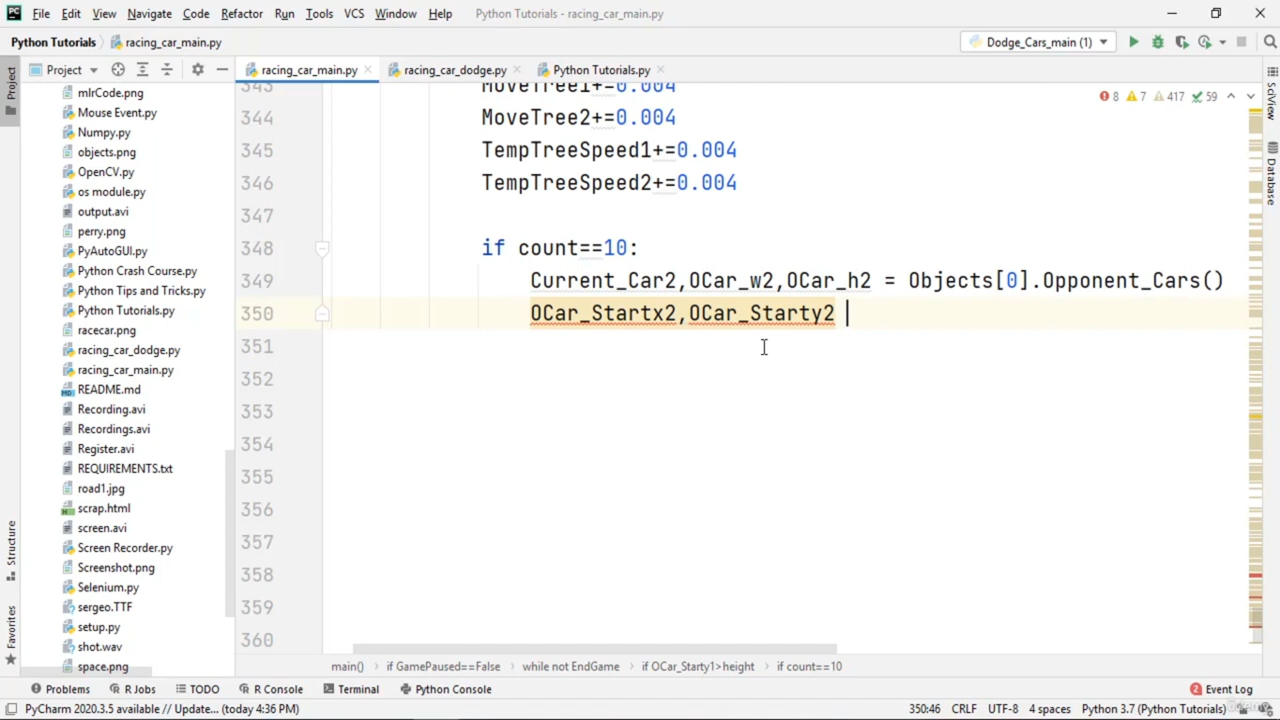 PC File Edit View Navigate Code Refactor Run Tools VCS Window Help Python Tutorials - racing_car_main.py
Python Tutorials racing_car_main.py Dodge_Cars_main (1)
Project racing_car_main.py racing_car_dodge.py Python Tutorials.py
Project
SciView
Database
Structure
Favorites
8 7 417 59
mlrCode.png
Mouse Event.py
Numpy.py
objects.png
OpenCV.py
os module.py
output.avi
perry.png
PyAutoGUI.py
Python Crash Course.py
Python Tips and Tricks.py
Python Tutorials.py
racecar.png
racing_car_dodge.py
racing_car_main.py
README.md
Recording.avi
Recordings.avi
Register.avi
REQUIREMENTS.txt
road1.jpg
scrap.html
screen.avi
Screen Recorder.py
Screenshot.png
Selenium.py
sergeo.TTF
setup.py
shot.wav
space.png
343 MoveTree1+=0.004
344 MoveTree2+=0.004
345 TempTreeSpeed1+=0.004
346 TempTreeSpeed2+=0.004
347
348 if count==10:
349 Current_Car2,OCar_w2,OCar_h2 = Objects[0].Opponent_Cars()
350 OCar_Startx2,OCar_Starty2
351
352
353
354
355
356
357
358
359
360
main() if GamePaused==False while not EndGame if OCar_Starty1>height if count==10
Problems R Jobs TODO R Console Terminal Python Console Event Log
PyCharm 2020.3.5 available // Update... (today 4:36 PM) 350:46 CRLF UTF-8 4 spaces Python 3.7 (Python Tutorials)